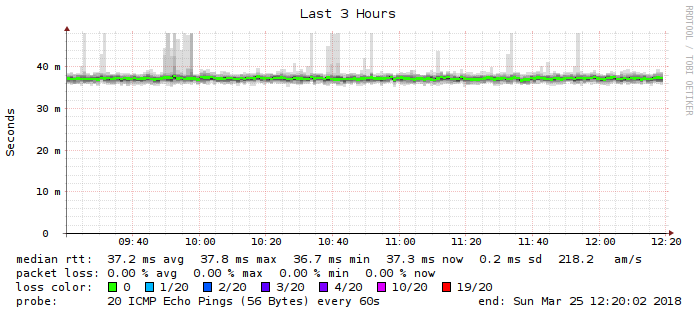 Last 3 Hours
RRDTOOL / TOBI OETIKER
Seconds
40 m
30 m
20 m
10 m
0
09:40 10:00 10:20 10:40 11:00 11:20 11:40 12:00 12:20
median rtt: 37.2 ms avg 37.8 ms max 36.7 ms min 37.3 ms now 0.2 ms sd 218.2 am/s
packet loss: 0.00 % avg 0.00 % max 0.00 % min 0.00 % now
loss color: 0 1/20 2/20 3/20 4/20 10/20 19/20
probe: 20 ICMP Echo Pings (56 Bytes) every 60s end: Sun Mar 25 12:20:02 2018